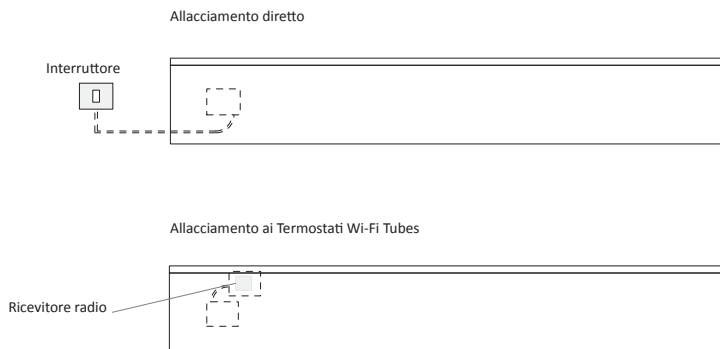 Allacciamento diretto
Interruttore
Allacciamento ai Termostati Wi-Fi Tubes
Ricevitore radio